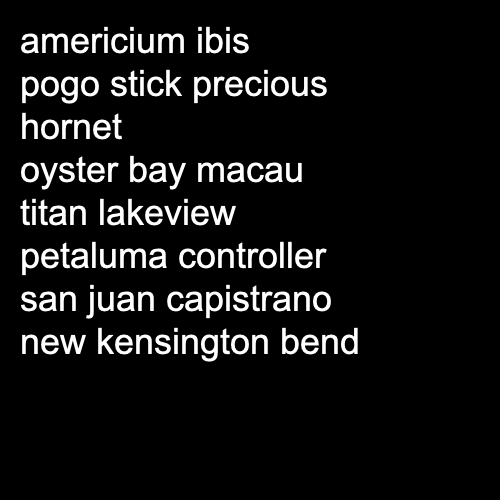 americium ibis
pogo stick precious
hornet
oyster bay macau
titan lakeview
petaluma controller
san juan capistrano
new kensington bend